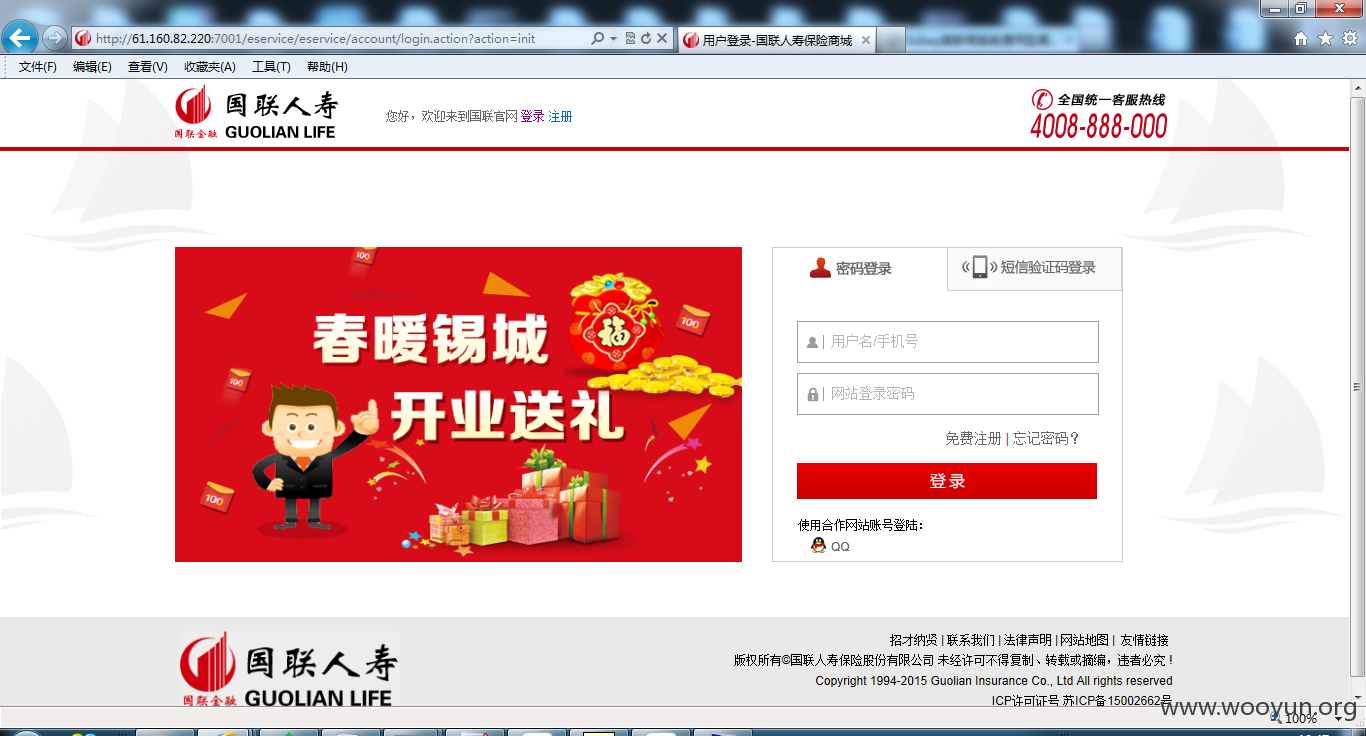 http://61.160.82.220:7001/eservice/eservice/account/login.action?action=init
用户登录-国联人寿保险商城
文件(F) 编辑(E) 查看(V) 收藏夹(A) 工具(T) 帮助(H)
国联金融 国联人寿
GUOLIAN LIFE
您好，欢迎来到国联官网 登录 注册
全国统一客服热线
4008-888-000
100
100
100
100
春暖锡城
福
开业送礼
密码登录
短信验证码登录
用户名/手机号
网站登录密码
免费注册 | 忘记密码？
登录
使用合作网站账号登陆：
QQ
国联金融 国联人寿
GUOLIAN LIFE
招才纳贤 | 联系我们 | 法律声明 | 网站地图 | 友情链接
版权所有©国联人寿保险股份有限公司 未经许可不得复制、转载或摘编，违者必究！
Copyright 1994-2015 Guolian Insurance Co., Ltd All rights reserved
ICP许可证号 苏ICP备15002662号
www.wooyun.org
100%